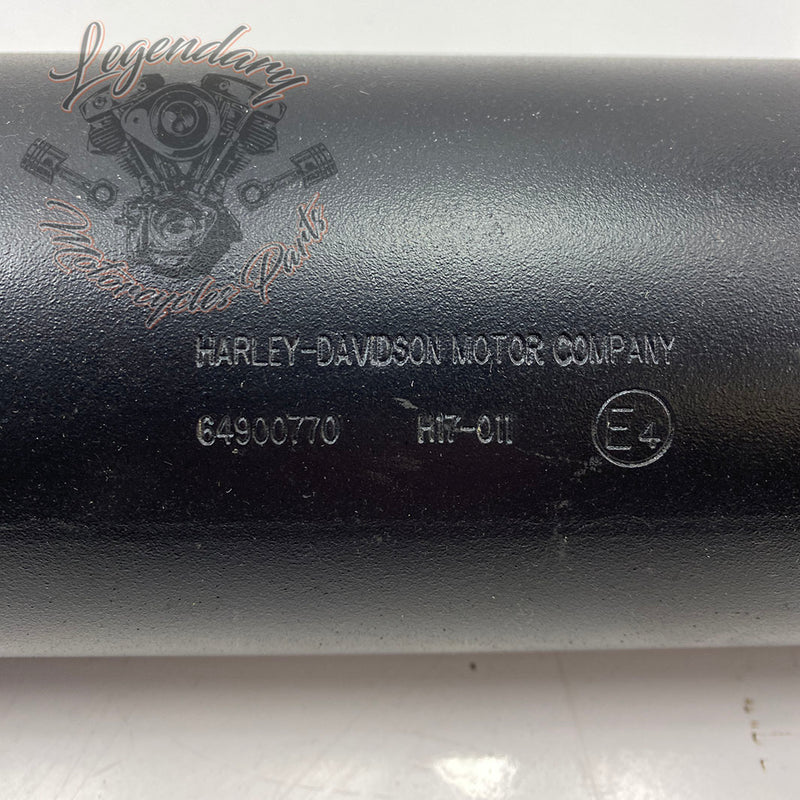 Legendary
Motorcycles Parts
HARLEY-DAVIDSON MOTOR COMPANY
64900770 H17-011 E4